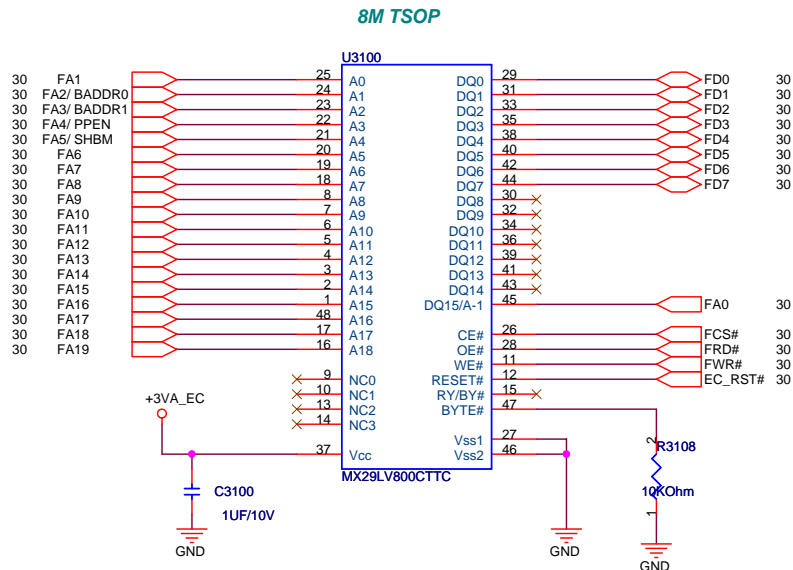 8M TSOP
U3100
30 FA1 25 A0 DQ0 29 FD0 30
30 FA2/ BADDR0 24 A1 DQ1 31 FD1 30
30 FA3/ BADDR1 23 A2 DQ2 33 FD2 30
30 FA4/ PPEN 22 A3 DQ3 35 FD3 30
30 FA5/ SHBM 21 A4 DQ4 38 FD4 30
30 FA6 20 A5 DQ5 40 FD5 30
30 FA7 19 A6 DQ6 42 FD6 30
30 FA8 18 A7 DQ7 44 FD7 30
30 FA9 8 A8 DQ8 30
30 FA10 7 A9 DQ9 32
30 FA11 6 A10 DQ10 34
30 FA12 5 A11 DQ11 36
30 FA13 4 A12 DQ12 39
30 FA14 3 A13 DQ13 41
30 FA15 2 A14 DQ14 43
30 FA16 1 A15 DQ15/A-1 45 FA0 30
30 FA17 48 A16
30 FA18 17 A17 CE# 26 FCS# 30
30 FA19 16 A18 OE# 28 FRD# 30
WE# 11 FWR# 30
9 NC0 RESET# 12 EC_RST# 30
10 NC1 RY/BY# 15
+3VA_EC 13 NC2 BYTE# 47
14 NC3
Vss1 27 2 R3108
37 Vcc Vss2 46
MX29LV800CTTC
C3100 10KOhm
1UF/10V 1
GND GND GND